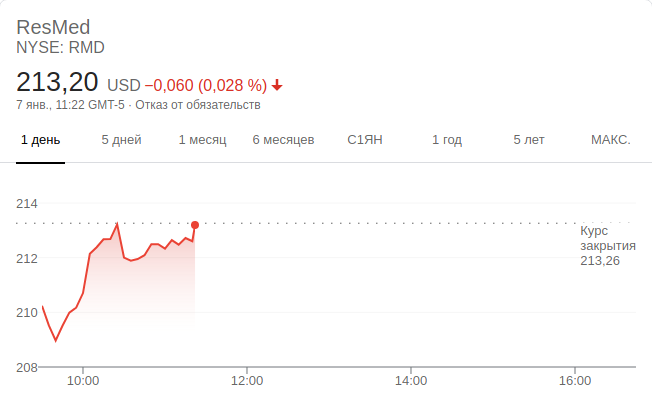 ResMed
NYSE: RMD
213,20 USD −0,060 (0,028 %)
7 янв., 11:22 GMT-5 · Отказ от обязательств
1 день 5 дней 1 месяц 6 месяцев С1ЯН 1 год 5 лет МАКС.
214
212
210
208
Курс
закрытия
213,26
10:00 12:00 14:00 16:00